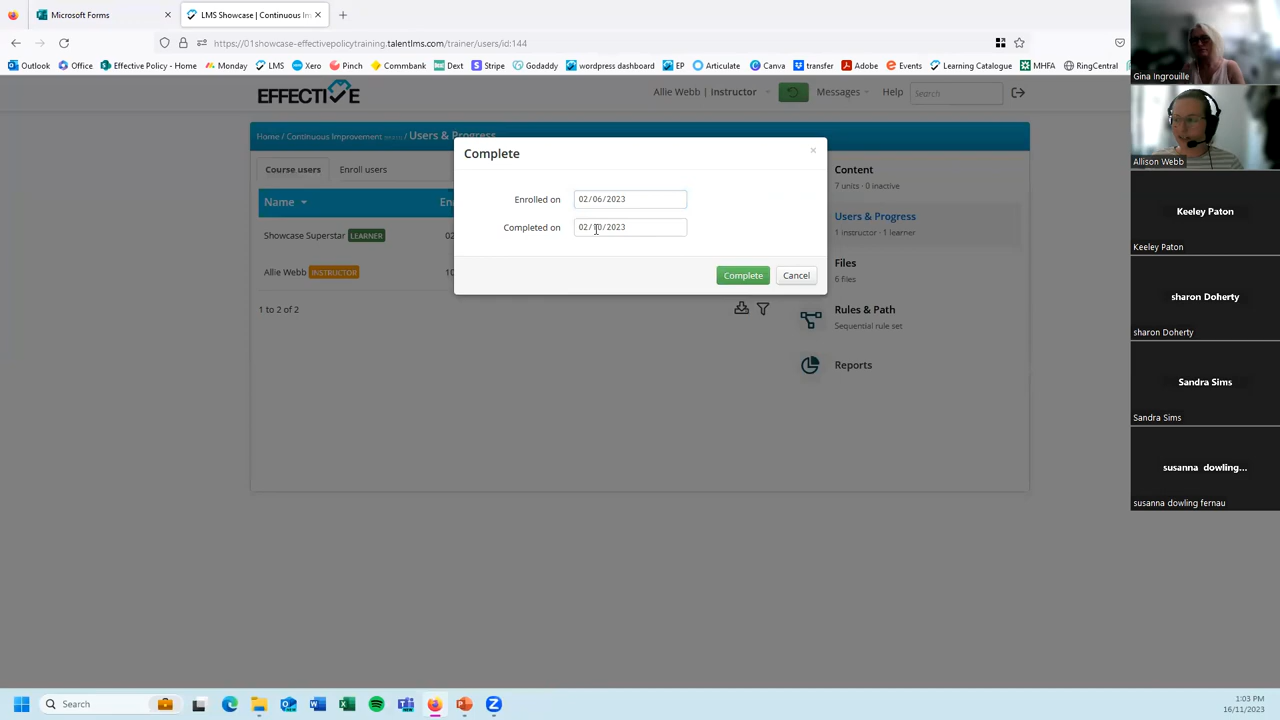 Microsoft Forms
LMS Showcase | Continuous Im
https://01showcase-effectivepolicytraining.talentlms.com/trainer/users/id:144
Outlook Office Effective Policy - Home Monday LMS Xero Pinch Commbank Dext Stripe Godaddy wordpress dashboard EP Articulate Canva transfer Adobe Events Learning Catalogue MHFA RingCentral
EFFECTIVE
Allie Webb | Instructor Messages Help Search
Home / Continuous Improvement / Users & Progress
Course users Enroll users
Name
Showcase Superstar LEARNER 02
Allie Webb INSTRUCTOR 10
1 to 2 of 2
Complete
Enrolled on 02/06/2023
Completed on 02/10/2023
Complete Cancel
Content
7 units · 0 inactive
Users & Progress
1 instructor · 1 learner
Files
6 files
Rules & Path
Sequential rule set
Reports
Gina Ingrouille
Allison Webb
Keeley Paton
Keeley Paton
sharon Doherty
sharon Doherty
Sandra Sims
Sandra Sims
susanna dowling...
susanna dowling fernau
Search
1:03 PM
16/11/2023